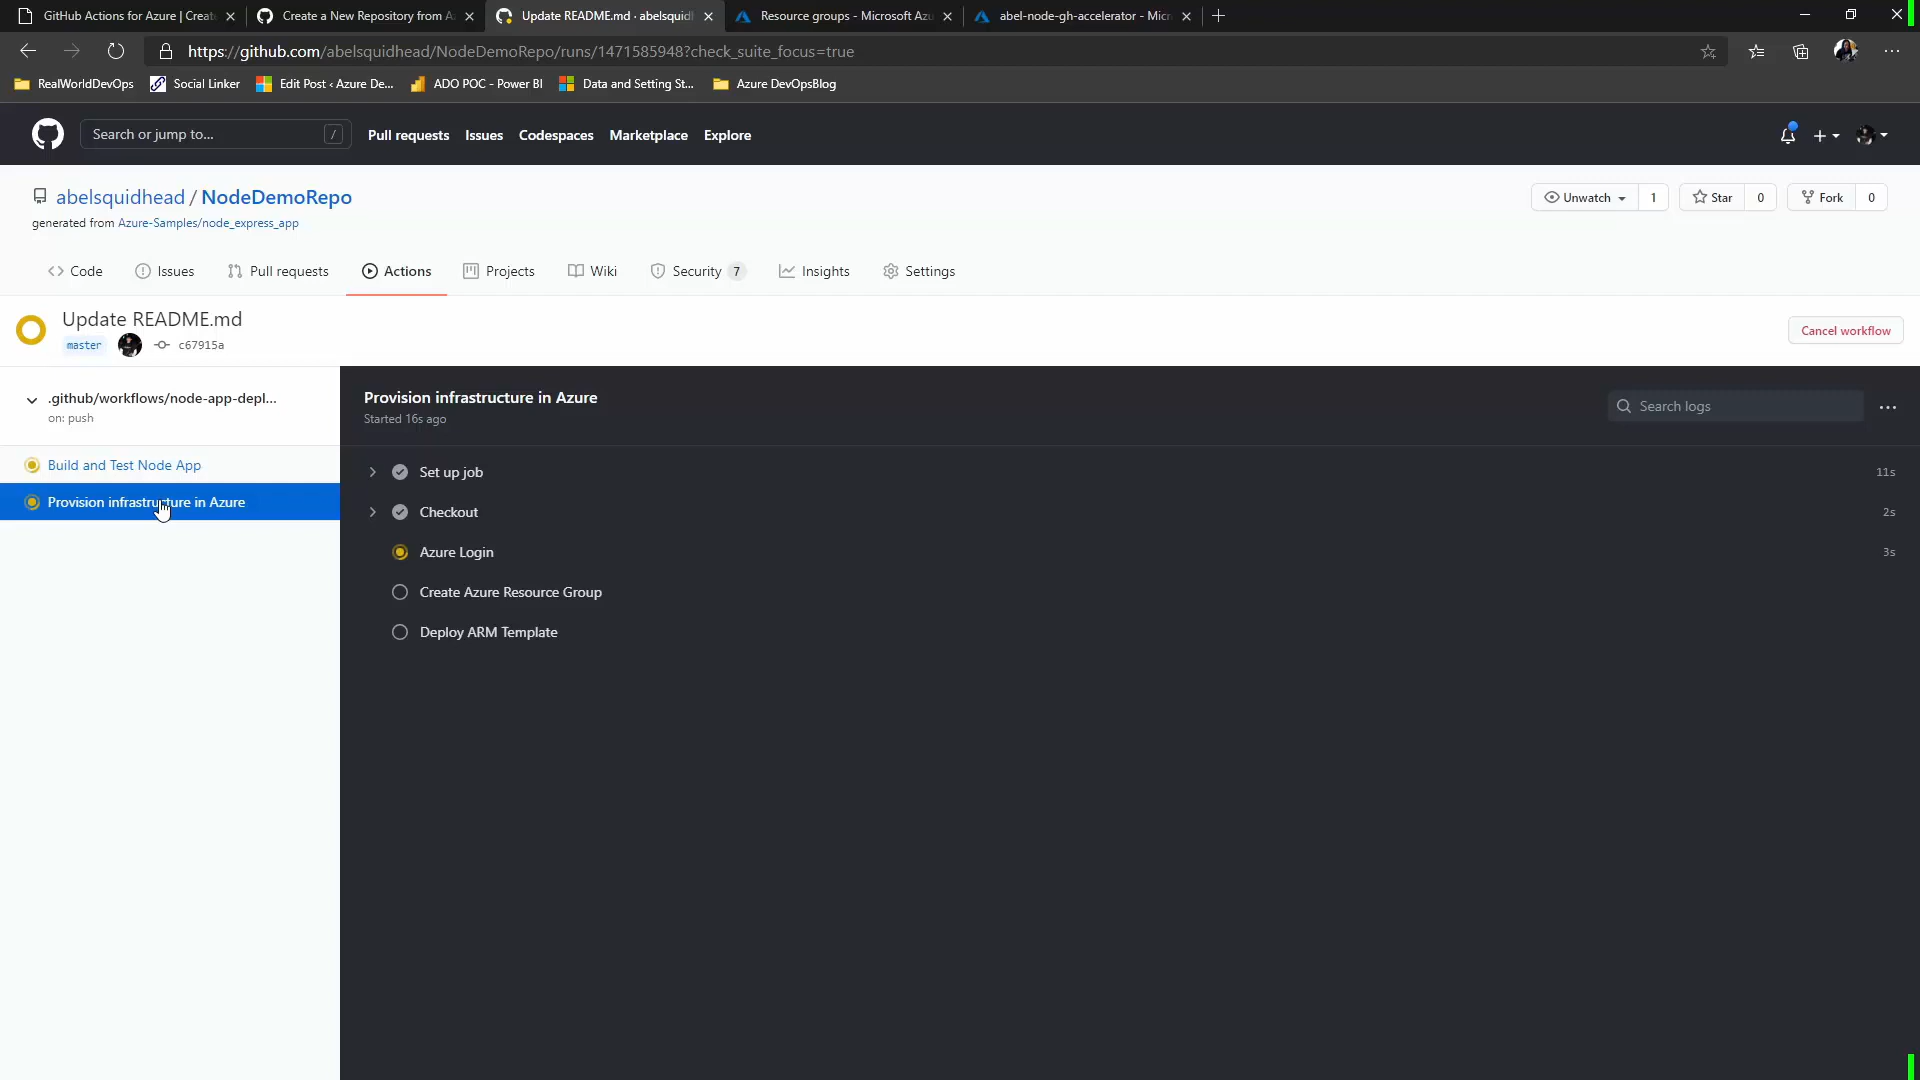 GitHub Actions for Azure | Create
Create a New Repository from A
Update README.md · abelsquidh
Resource groups - Microsoft Azu
abel-node-gh-accelerator - Micr
https://github.com/abelsquidhead/NodeDemoRepo/runs/1471585948?check_suite_focus=true
RealWorldDevOps
Social Linker
Edit Post ‹ Azure De...
ADO POC - Power BI
Data and Setting St...
Azure DevOpsBlog
Search or jump to...
/
Pull requests
Issues
Codespaces
Marketplace
Explore
abelsquidhead / NodeDemoRepo
generated from Azure-Samples/node_express_app
Unwatch 1
Star 0
Fork 0
Code
Issues
Pull requests
Actions
Projects
Wiki
Security 7
Insights
Settings
Update README.md
master c67915a
Cancel workflow
.github/workflows/node-app-depl...
on: push
Build and Test Node App
Provision infrastructure in Azure
Provision infrastructure in Azure
Started 16s ago
Search logs
Set up job 11s
Checkout 2s
Azure Login 3s
Create Azure Resource Group
Deploy ARM Template